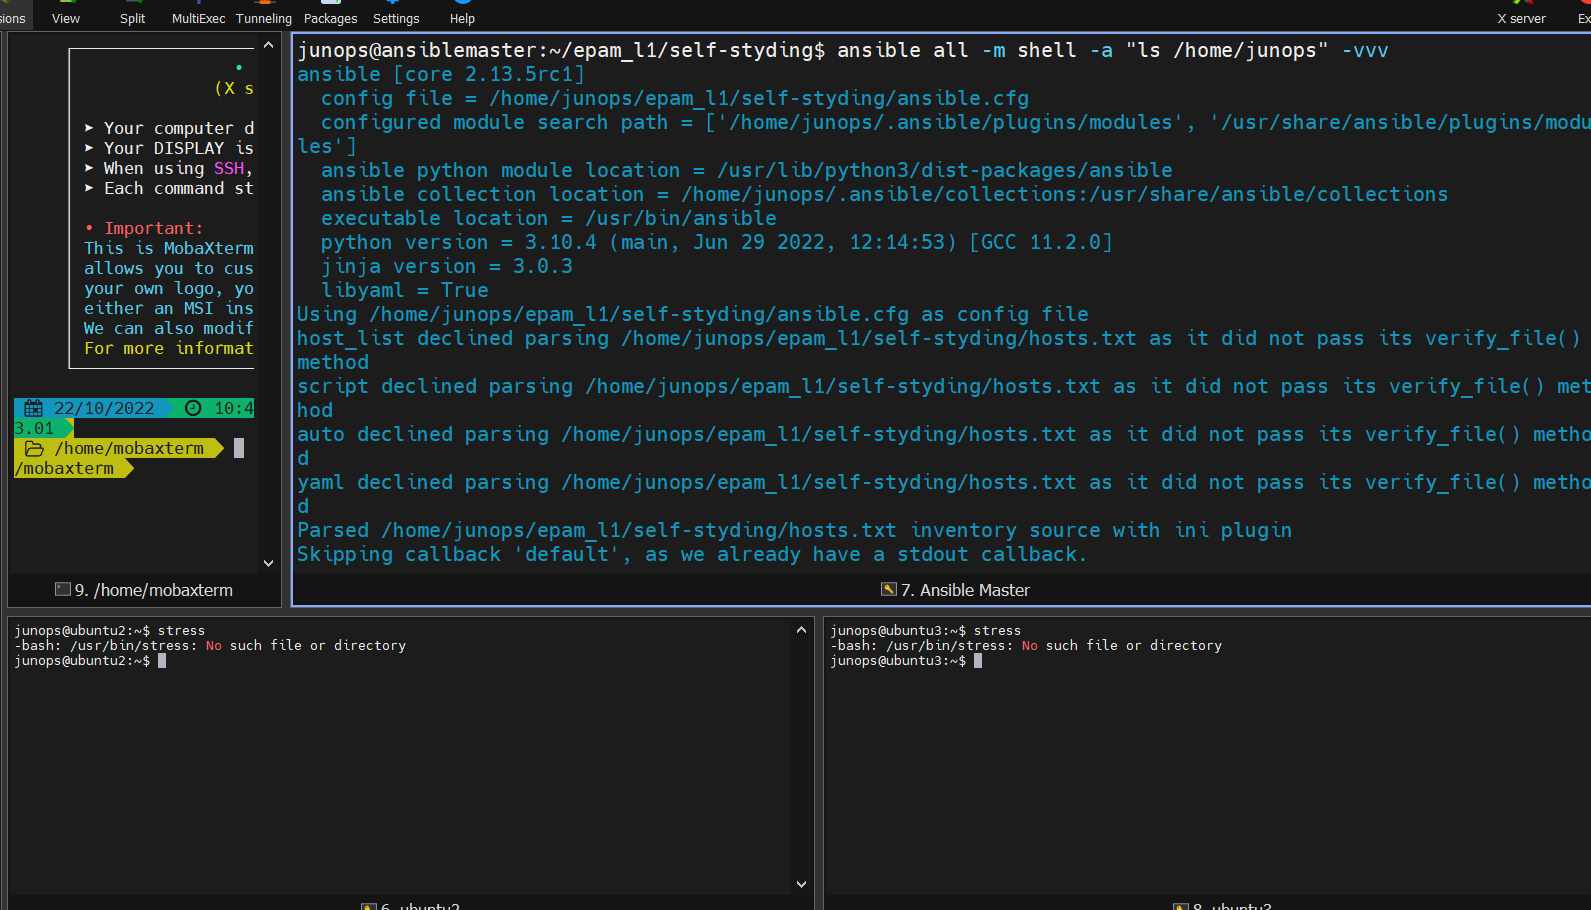 View Split MultiExec Tunneling Packages Settings Help X server
•
(X s
➤ Your computer d
➤ Your DISPLAY is
➤ When using SSH,
➤ Each command st
• Important:
This is MobaXterm
allows you to cus
your own logo, yo
either an MSI ins
We can also modif
For more informat
22/10/2022 10:4
3.01
/home/mobaxterm
/mobaxterm
9. /home/mobaxterm
junops@ansiblemaster:~/epam_l1/self-styding$ ansible all -m shell -a "ls /home/junops" -vvv
ansible [core 2.13.5rc1]
config file = /home/junops/epam_l1/self-styding/ansible.cfg
configured module search path = ['/home/junops/.ansible/plugins/modules', '/usr/share/ansible/plugins/modu
les']
ansible python module location = /usr/lib/python3/dist-packages/ansible
ansible collection location = /home/junops/.ansible/collections:/usr/share/ansible/collections
executable location = /usr/bin/ansible
python version = 3.10.4 (main, Jun 29 2022, 12:14:53) [GCC 11.2.0]
jinja version = 3.0.3
libyaml = True
Using /home/junops/epam_l1/self-styding/ansible.cfg as config file
host_list declined parsing /home/junops/epam_l1/self-styding/hosts.txt as it did not pass its verify_file()
method
script declined parsing /home/junops/epam_l1/self-styding/hosts.txt as it did not pass its verify_file() met
hod
auto declined parsing /home/junops/epam_l1/self-styding/hosts.txt as it did not pass its verify_file() metho
d
yaml declined parsing /home/junops/epam_l1/self-styding/hosts.txt as it did not pass its verify_file() metho
d
Parsed /home/junops/epam_l1/self-styding/hosts.txt inventory source with ini plugin
Skipping callback 'default', as we already have a stdout callback.
7. Ansible Master
junops@ubuntu2:~$ stress
-bash: /usr/bin/stress: No such file or directory
junops@ubuntu2:~$
6. ubuntu2
junops@ubuntu3:~$ stress
-bash: /usr/bin/stress: No such file or directory
junops@ubuntu3:~$
8. ubuntu3